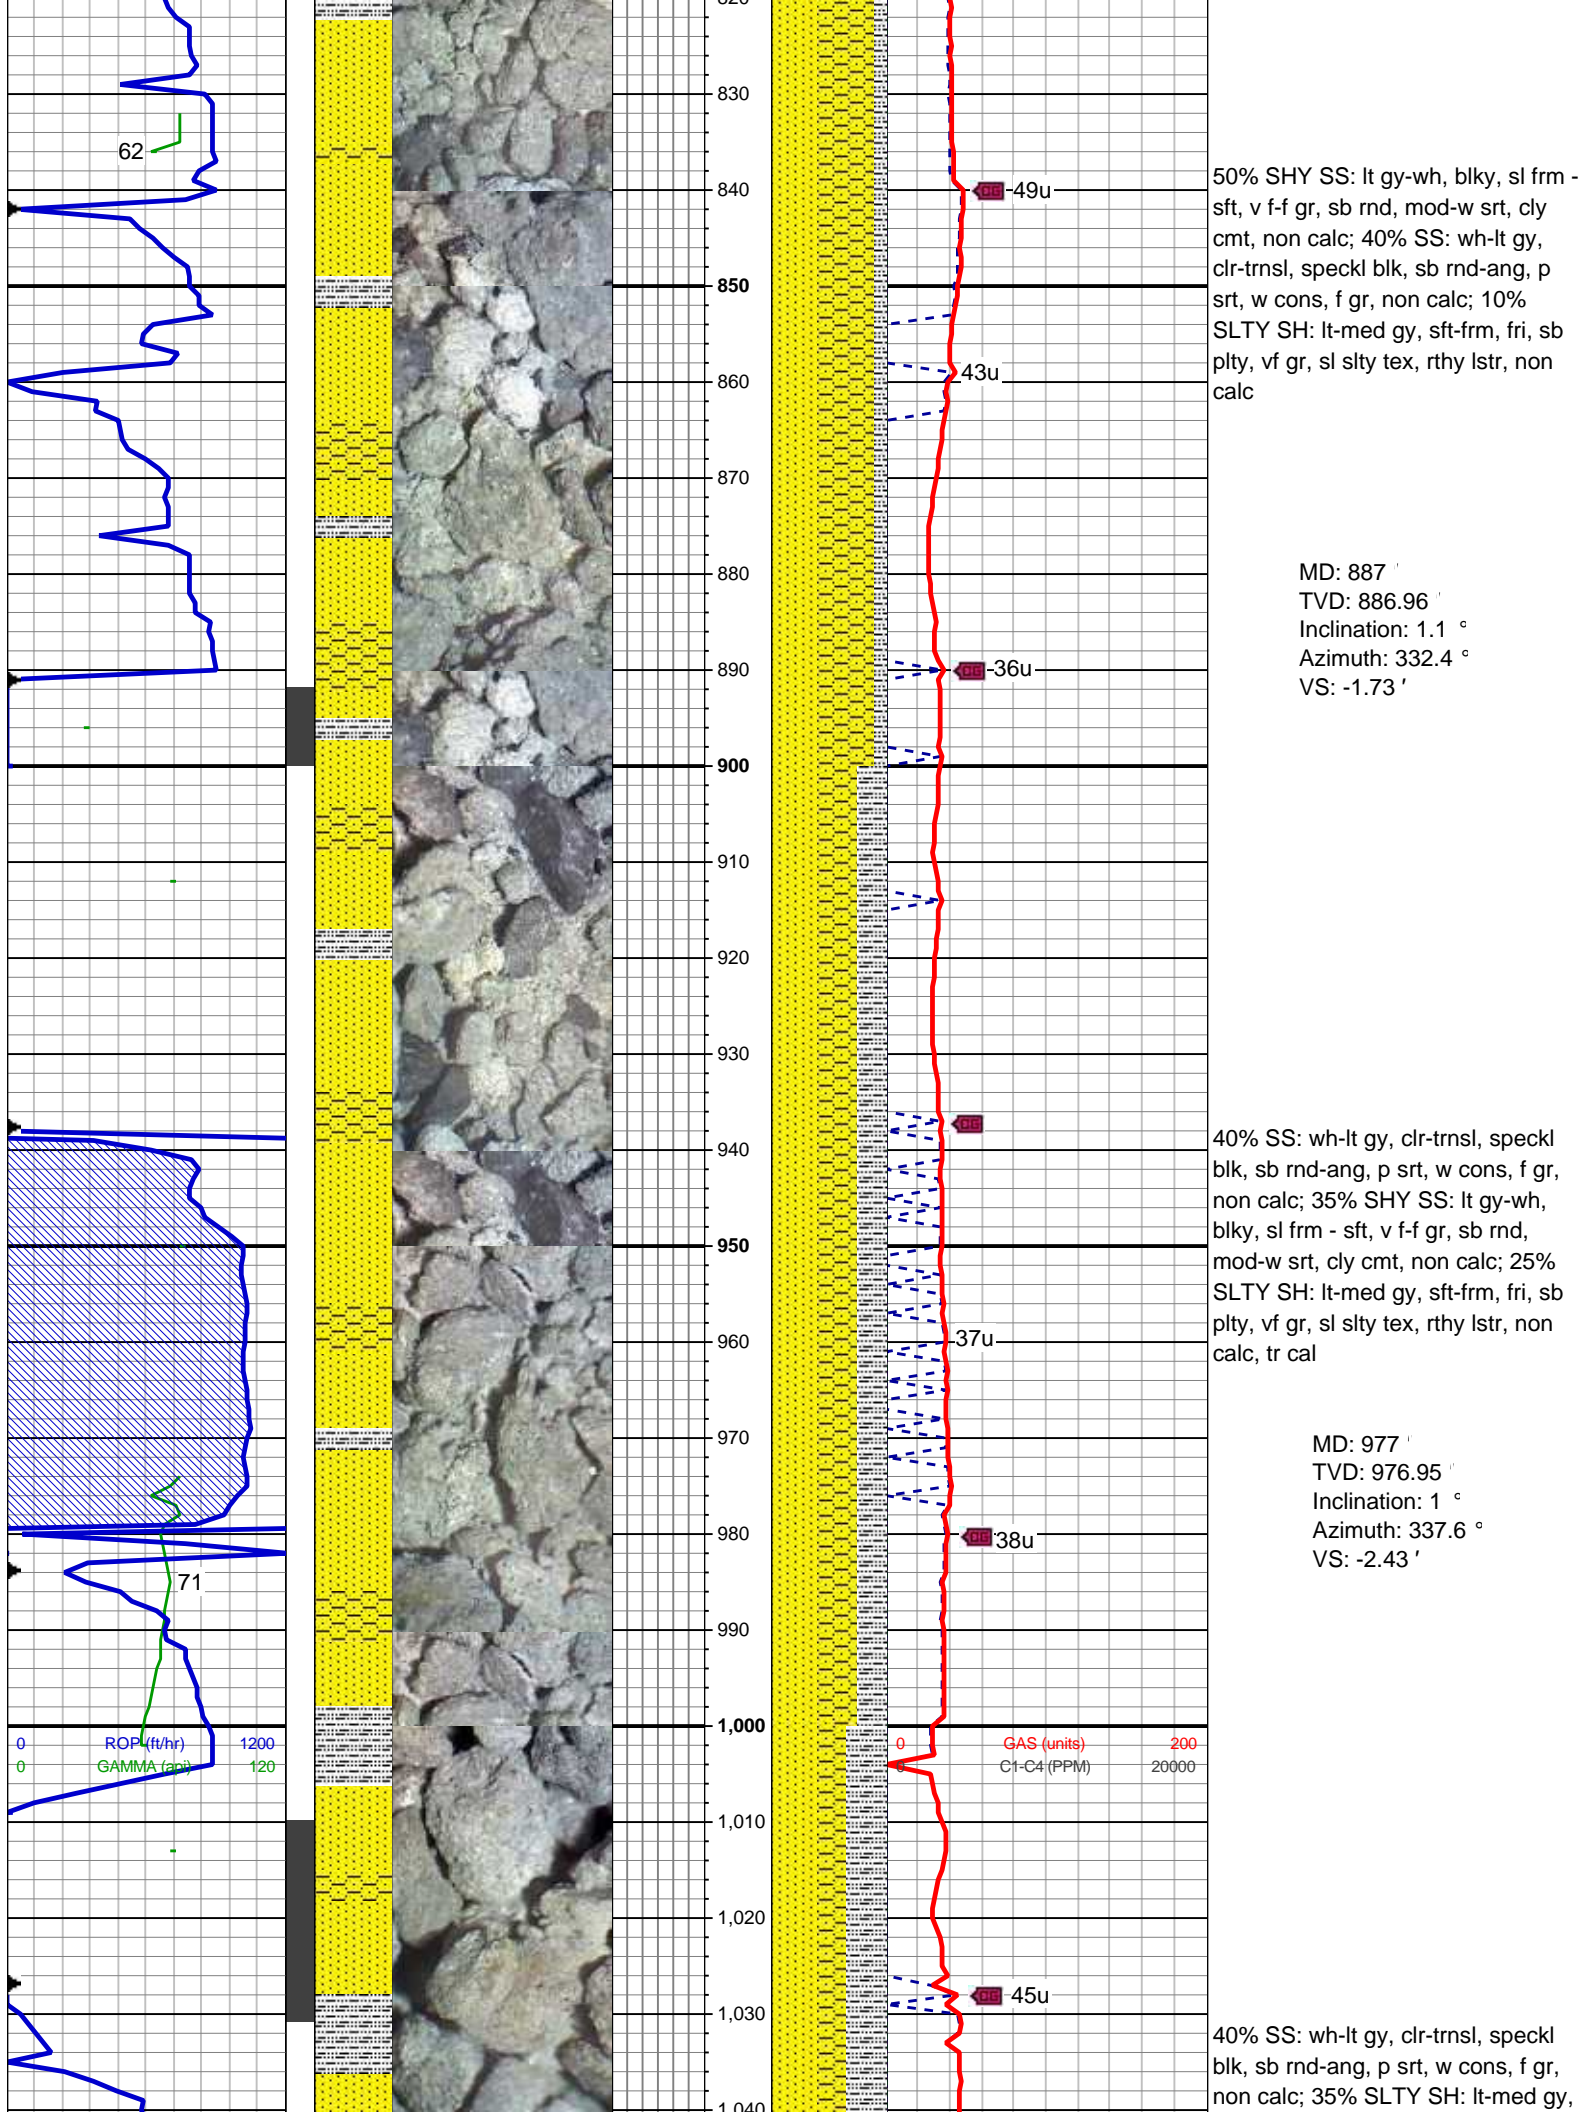 62
830
840
850
860
870
880
890
900
910
920
930
940
950
960
970
980
990
1,000
1,010
1,020
1,030
CG 49u
43u
CG 36u
CG
37u
CG 38u
CG 45u
71
0 ROP (ft/hr) 1200
0 GAMMA (api) 120
0 GAS (units) 200
0 C1-C4 (PPM) 20000
50% SHY SS: lt gy-wh, blky, sl frm -
sft, v f-f gr, sb rnd, mod-w srt, cly
cmt, non calc; 40% SS: wh-lt gy,
clr-trnsl, speckl blk, sb rnd-ang, p
srt, w cons, f gr, non calc; 10%
SLTY SH: lt-med gy, sft-frm, fri, sb
plty, vf gr, sl slty tex, rthy lstr, non
calc
MD: 887 '
TVD: 886.96 '
Inclination: 1.1 °
Azimuth: 332.4 °
VS: -1.73 '
40% SS: wh-lt gy, clr-trnsl, speckl
blk, sb rnd-ang, p srt, w cons, f gr,
non calc; 35% SHY SS: lt gy-wh,
blky, sl frm - sft, v f-f gr, sb rnd,
mod-w srt, cly cmt, non calc; 25%
SLTY SH: lt-med gy, sft-frm, fri, sb
plty, vf gr, sl slty tex, rthy lstr, non
calc, tr cal
MD: 977 '
TVD: 976.95 '
Inclination: 1 °
Azimuth: 337.6 °
VS: -2.43 '
40% SS: wh-lt gy, clr-trnsl, speckl
blk, sb rnd-ang, p srt, w cons, f gr,
non calc; 35% SLTY SH: lt-med gy,